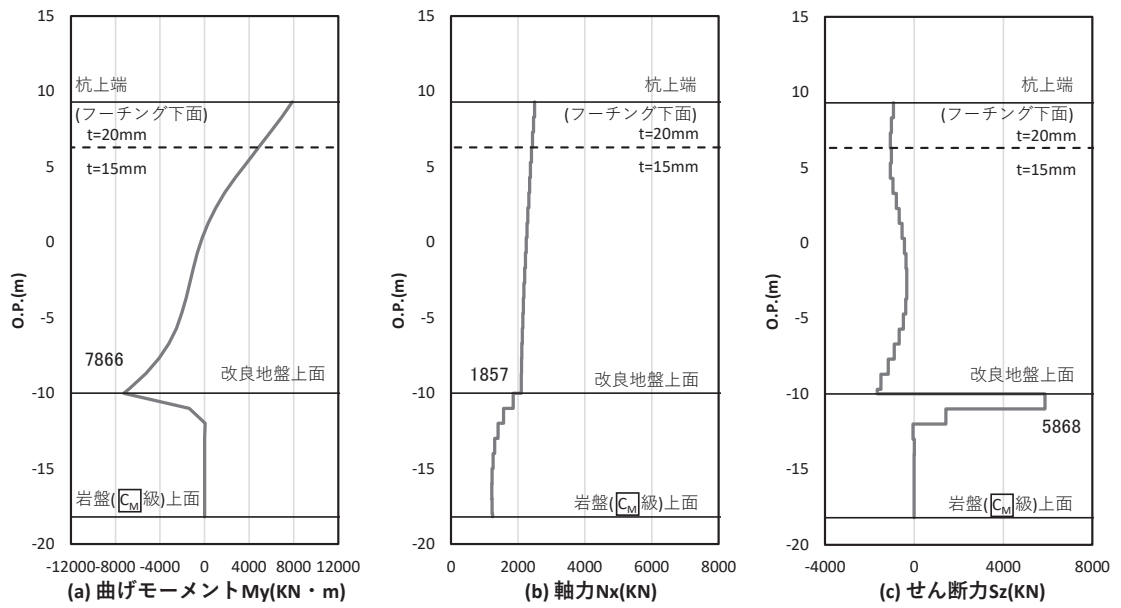 15
10
5
0
-5
-10
-15
-20
O.P.(m)
杭上端
(フーチング下面)
t=20mm
t=15mm
7866
改良地盤上面
岩盤(CM級)上面
-12000 -8000 -4000 0 4000 8000 12000
(a) 曲げモーメントMy(KN・m)
15
10
5
0
-5
-10
-15
-20
O.P.(m)
杭上端
(フーチング下面)
t=20mm
t=15mm
1857
改良地盤上面
岩盤(CM級)上面
0 2000 4000 6000 8000
(b) 軸力Nx(KN)
15
10
5
0
-5
-10
-15
-20
O.P.(m)
杭上端
(フーチング下面)
t=20mm
t=15mm
改良地盤上面
5868
岩盤(CM級)上面
-4000 0 4000 8000
(c) せん断力Sz(KN)